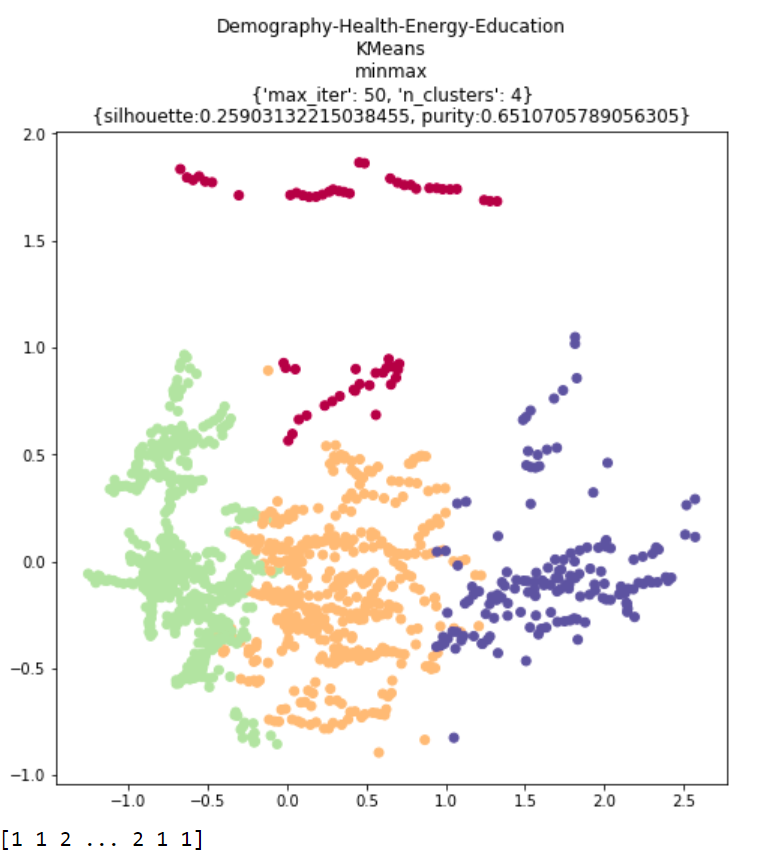 Demography-Health-Energy-Education
KMeans
minmax
{'max_iter': 50, 'n_clusters': 4}
{silhouette:0.25903132215038455, purity:0.6510705789056305}
2.0
1.5
1.0
0.5
0.0
−0.5
−1.0
−1.0 −0.5 0.0 0.5 1.0 1.5 2.0 2.5
[1 1 2 ... 2 1 1]